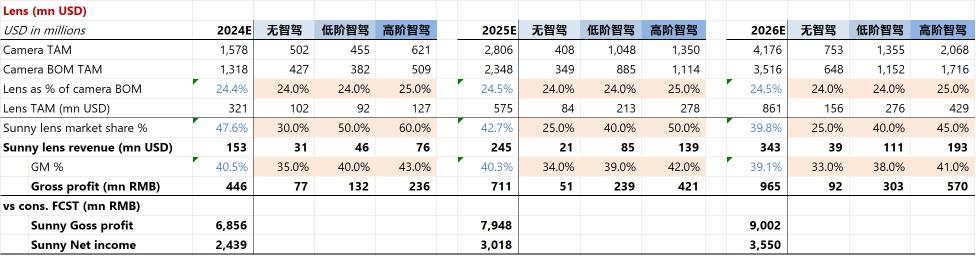 Lens (mn USD)
USD in millions 2024E 无智驾 低阶智驾 高阶智驾 2025E 无智驾 低阶智驾 高阶智驾 2026E 无智驾 低阶智驾 高阶智驾
Camera TAM 1,578 502 455 621 2,806 408 1,048 1,350 4,176 753 1,355 2,068
Camera BOM TAM 1,318 427 382 509 2,348 349 885 1,114 3,516 648 1,152 1,716
Lens as % of camera BOM 24.4% 24.0% 24.0% 25.0% 24.5% 24.0% 24.0% 25.0% 24.5% 24.0% 24.0% 25.0%
Lens TAM (mn USD) 321 102 92 127 575 84 213 278 861 156 276 429
Sunny lens market share % 47.6% 30.0% 50.0% 60.0% 42.7% 25.0% 40.0% 50.0% 39.8% 25.0% 40.0% 45.0%
Sunny lens revenue (mn USD) 153 31 46 76 245 21 85 139 343 39 111 193
GM % 40.5% 35.0% 40.0% 43.0% 40.3% 34.0% 39.0% 42.0% 39.1% 33.0% 38.0% 41.0%
Gross profit (mn RMB) 446 77 132 236 711 51 239 421 965 92 303 570
vs cons. FCST (mn RMB)
Sunny Goss profit 6,856 7,948 9,002
Sunny Net income 2,439 3,018 3,550